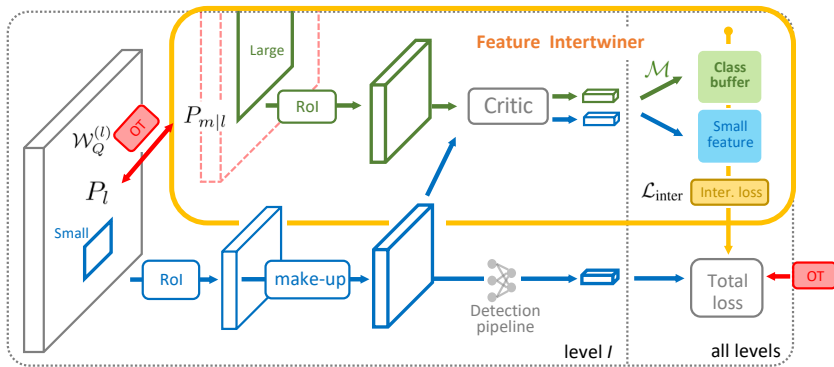 Large
Feature Intertwiner
RoI
Critic
ℳ
Class
buffer
Small
feature
P_{m|l}
𝒲_Q^{(l)}
OT
P_l
Small
ℒ_inter
Inter. loss
RoI
make-up
Detection
pipeline
Total
loss
OT
level l
all levels